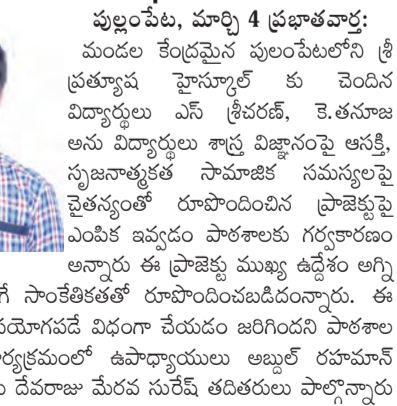 పుల్లంపేట, మార్చి 4 ప్రభాతవార్త:
మండల కేంద్రమైన పులంపేటలోని శ్రీ
ప్రత్యూష హైస్కూల్ కు చెందిన
విద్యార్థులు ఎస్ శ్రీచరణ్, కె.తనూజ
అను విద్యార్థులు శాస్త్ర విజ్ఞానంపై ఆసక్తి,
సృజనాత్మకత సామాజిక సమస్యలపై
చైతన్యంతో రూపొందించిన ప్రాజెక్టుపై
ఎంపిక ఇవ్వడం పాఠశాలకు గర్వకారణం
అన్నారు ఈ ప్రాజెక్టు ముఖ్య ఉద్దేశం అగ్ని
గే సాంకేతికతతో రూపొందించబడిదంన్నారు. ఈ
పయోగపడే విధంగా చేయడం జరిగిందని పాఠశాల
ర్యక్రమంలో ఉపాధ్యాయులు అబ్దుల్ రహమాన్
దేవరాజు మేరవ సురేష్ తదితరులు పాల్గొన్నారు